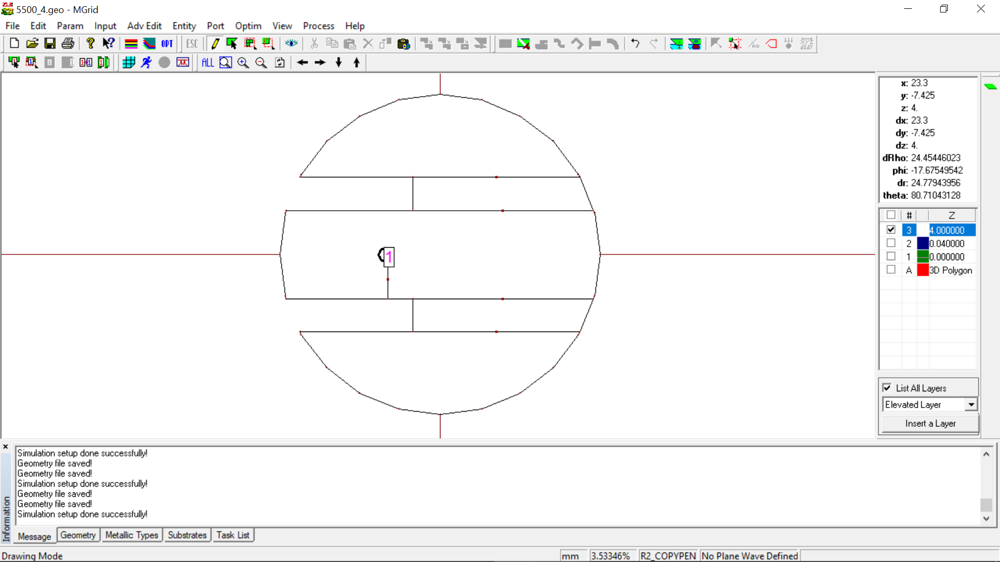 5500_4.geo - MGrid
File Edit Param Input Adv Edit Entity Port Optim View Process Help
OPT ESC MID
ALL
x: 23.3
y: -7.425
z: 4.
dx: 23.3
dy: -7.425
dz: 4.
dRho: 24.45446023
phi: -17.67549542
dr: 24.77943956
theta: 80.71043128
# Z
3 4.000000
2 0.040000
1 0.000000
A 3D Polygon
1
List All Layers
Elevated Layer
Insert a Layer
Simulation setup done successfully!
Geometry file saved!
Geometry file saved!
Simulation setup done successfully!
Geometry file saved!
Geometry file saved!
Simulation setup done successfully!
Information
Message Geometry Metallic Types Substrates Task List
Drawing Mode mm 3.53346% R2_COPYPEN No Plane Wave Defined